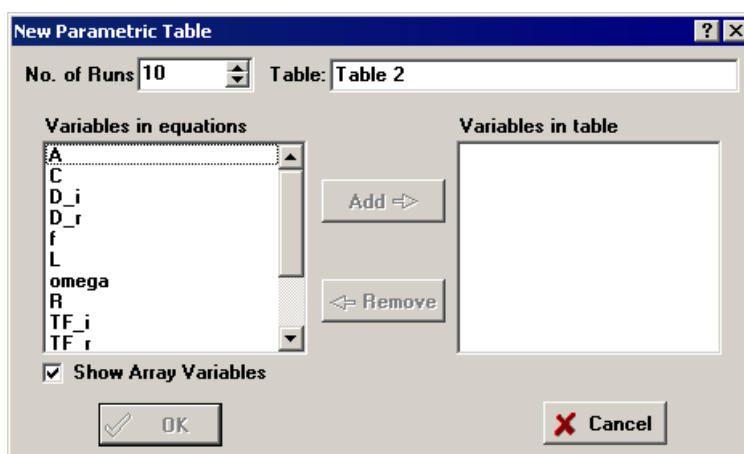 New Parametric Table
No. of Runs 10 Table: Table 2
Variables in equations Variables in table
A
C
D_i
D_r
f
L
omega
R
TF_i
TF_r
Add
Remove
Show Array Variables
OK Cancel